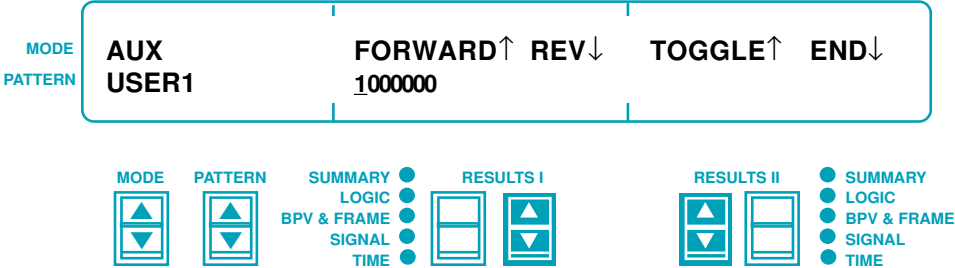 MODE AUX FORWARD↑ REV↓ TOGGLE↑ END↓
PATTERN USER1 1000000
MODE PATTERN SUMMARY RESULTS I RESULTS II SUMMARY
LOGIC LOGIC
BPV & FRAME BPV & FRAME
SIGNAL SIGNAL
TIME TIME